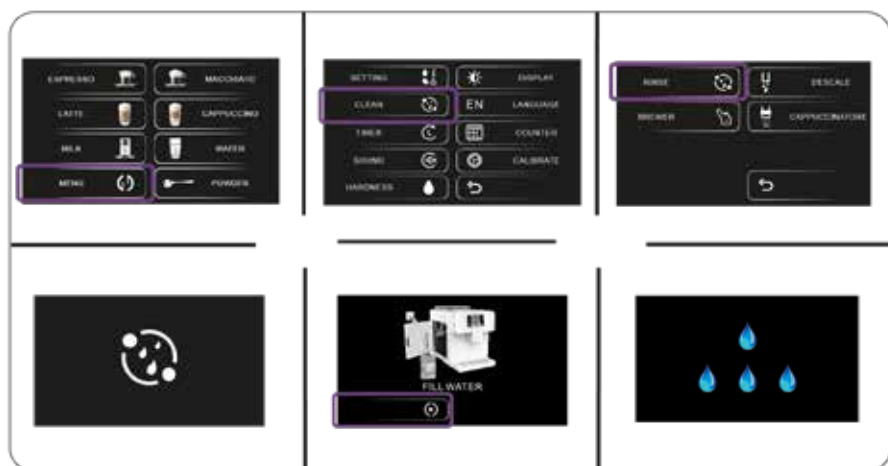 ESPRESSO MACCHIATO
LATTE CAPPUCCINO
MILK WATER
MENU POWDER
SETTING DISPLAY
CLEAN EN LANGUAGE
TIMER COUNTER
SOUND CALIBRATE
HARDNESS
RINSE DESCALE
BREWER CAPPUCCINATORE
FILL WATER